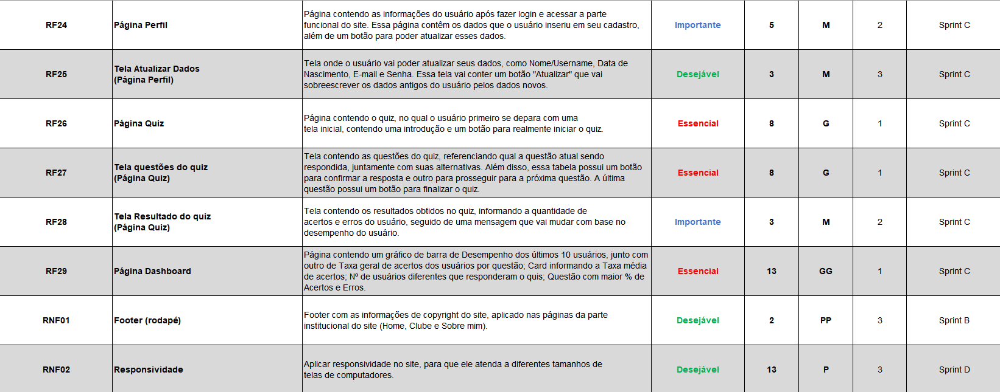 RF24
Página Perfil
Página contendo as informações do usuário após fazer login e acessar a parte
funcional do site. Essa página contêm os dados que o usuário inseriu em seu cadastro,
além de um botão para poder atualizar esses dados.
Importante
5
M
2
Sprint C
RF25
Tela Atualizar Dados
(Página Perfil)
Tela onde o usuário vai poder atualizar seus dados, como Nome/Username, Data de
Nascimento, E-mail e Senha. Essa tela vai conter um botão "Atualizar" que vai
sobreescrever os dados antigos do usuário pelos dados novos.
Desejável
3
M
3
Sprint C
RF26
Página Quiz
Página contendo o quiz, no qual o usuário primeiro se depara com uma
tela inicial, contendo uma introdução e um botão para realmente iniciar o quiz.
Essencial
8
G
1
Sprint C
RF27
Tela questões do quiz
(Página Quiz)
Tela contendo as questões do quiz, referenciando qual a questão atual sendo
respondida, juntamente com suas alternativas. Além disso, essa tabela possui um botão
para confirmar a resposta e outro para prosseguir para a próxima questão. A última
questão possui um botão para finalizar o quiz.
Essencial
8
G
1
Sprint C
RF28
Tela Resultado do quiz
(Página Quiz)
Tela contendo os resultados obtidos no quiz, informando a quantidade de
acertos e erros do usuário, seguido de uma mensagem que vai mudar com base no
desempenho do usuário.
Importante
3
M
2
Sprint C
RF29
Página Dashboard
Página contendo um gráfico de barra de Desempenho dos últimos 10 usuários, junto com
outro de Taxa geral de acertos dos usuários por questão; Card informando a Taxa média
de acertos; Nº de usuários diferentes que responderam o quis; Questão com maior % de
Acertos e Erros.
Essencial
13
GG
1
Sprint C
RNF01
Footer (rodapé)
Footer com as informações de copyright do site, aplicado nas páginas da parte
institucional do site (Home, Clube e Sobre mim).
Desejável
2
PP
3
Sprint B
RNF02
Responsividade
Aplicar responsividade no site, para que ele atenda a diferentes tamanhos de
telas de computadores.
Desejável
13
P
3
Sprint D